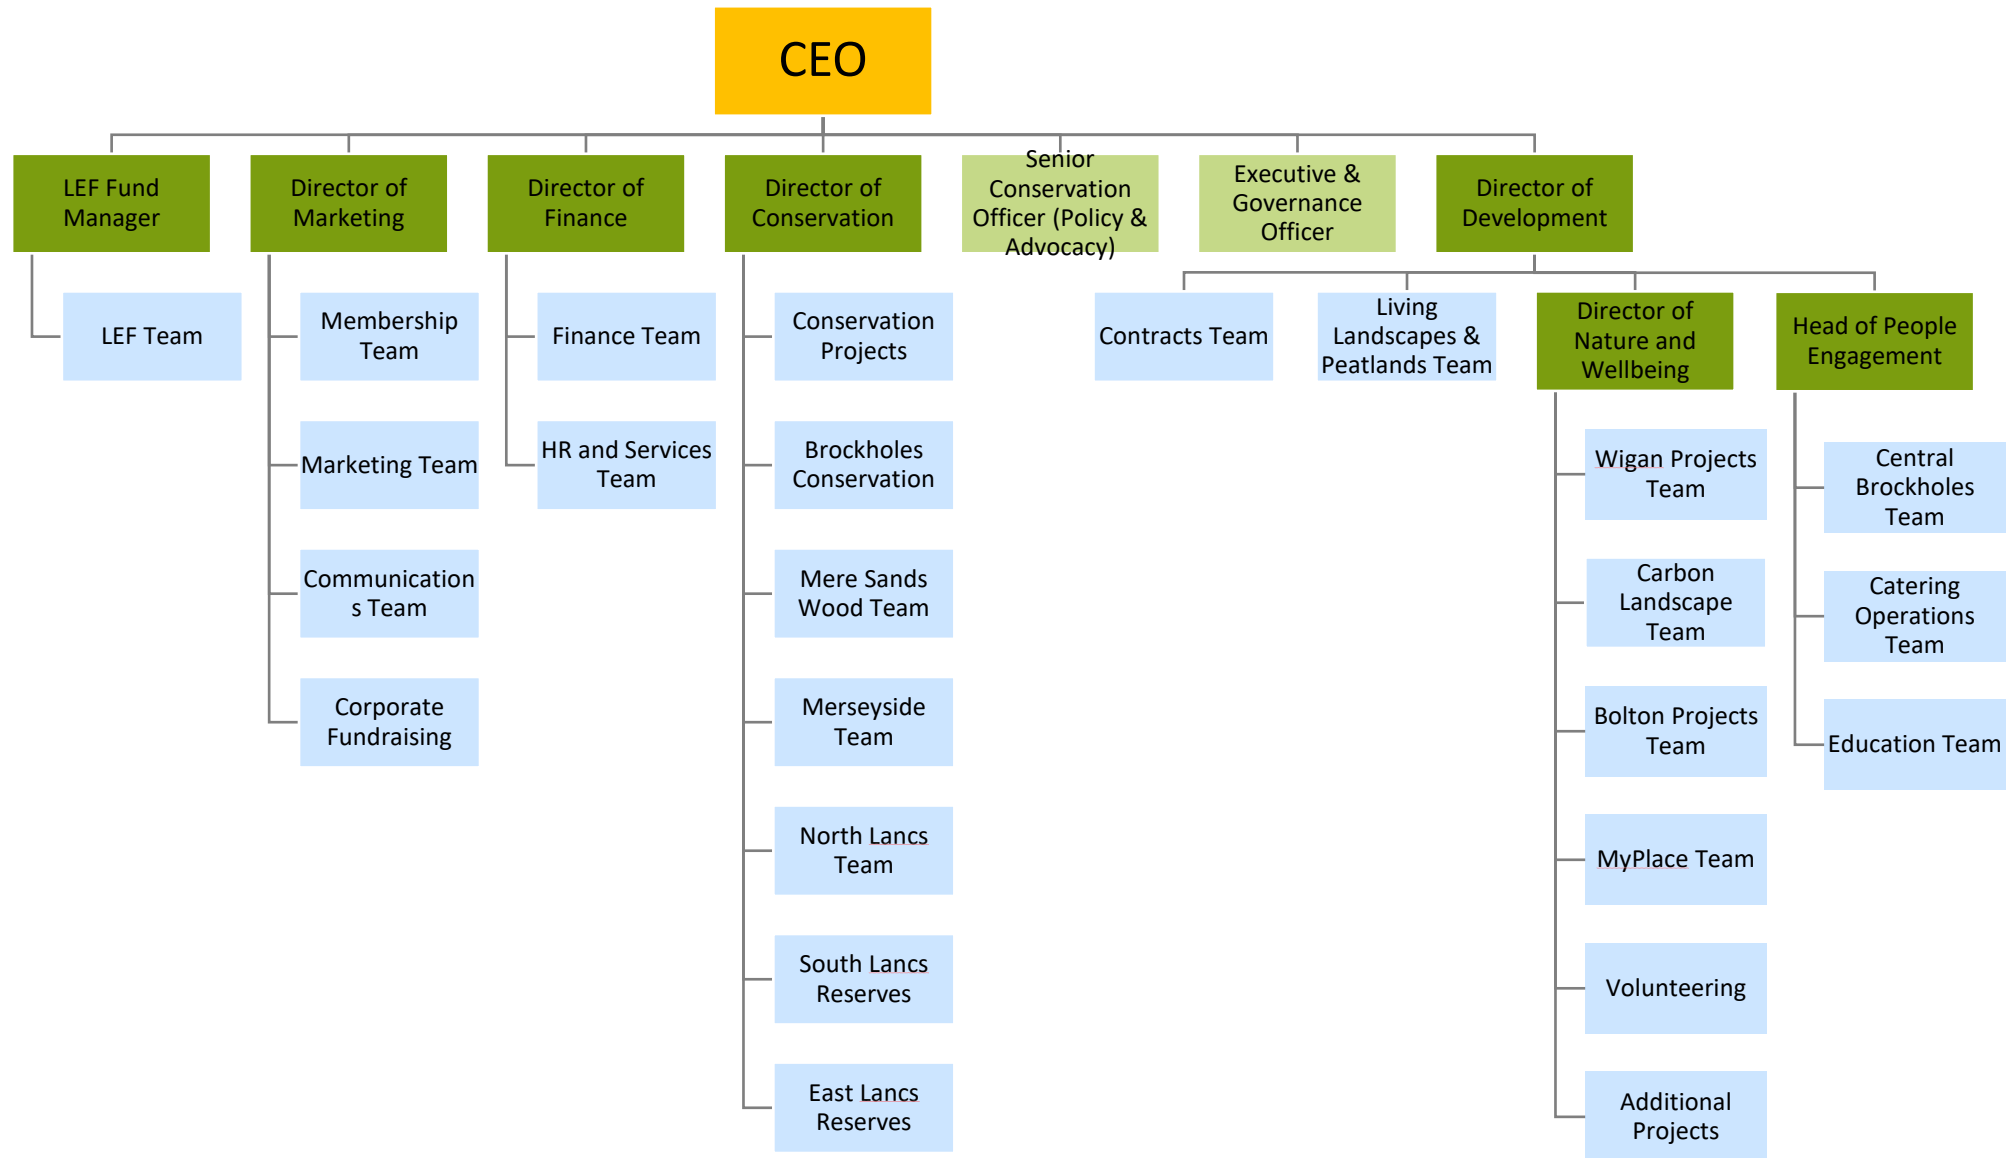 CEO
LEF Fund
Manager
Director of
Marketing
Director of
Finance
Director of
Conservation
Senior
Conservation
Officer (Policy &
Advocacy)
Executive &
Governance
Officer
Director of
Development
LEF Team
Membership
Team
Marketing Team
Communication
s Team
Corporate
Fundraising
Finance Team
HR and Services
Team
Conservation
Projects
Brockholes
Conservation
Mere Sands
Wood Team
Merseyside
Team
North Lancs
Team
South Lancs
Reserves
East Lancs
Reserves
Contracts Team
Living
Landscapes &
Peatlands Team
Director of
Nature and
Wellbeing
Wigan Projects
Team
Carbon
Landscape
Team
Bolton Projects
Team
MyPlace Team
Volunteering
Additional
Projects
Head of People
Engagement
Central
Brockholes
Team
Catering
Operations
Team
Education Team